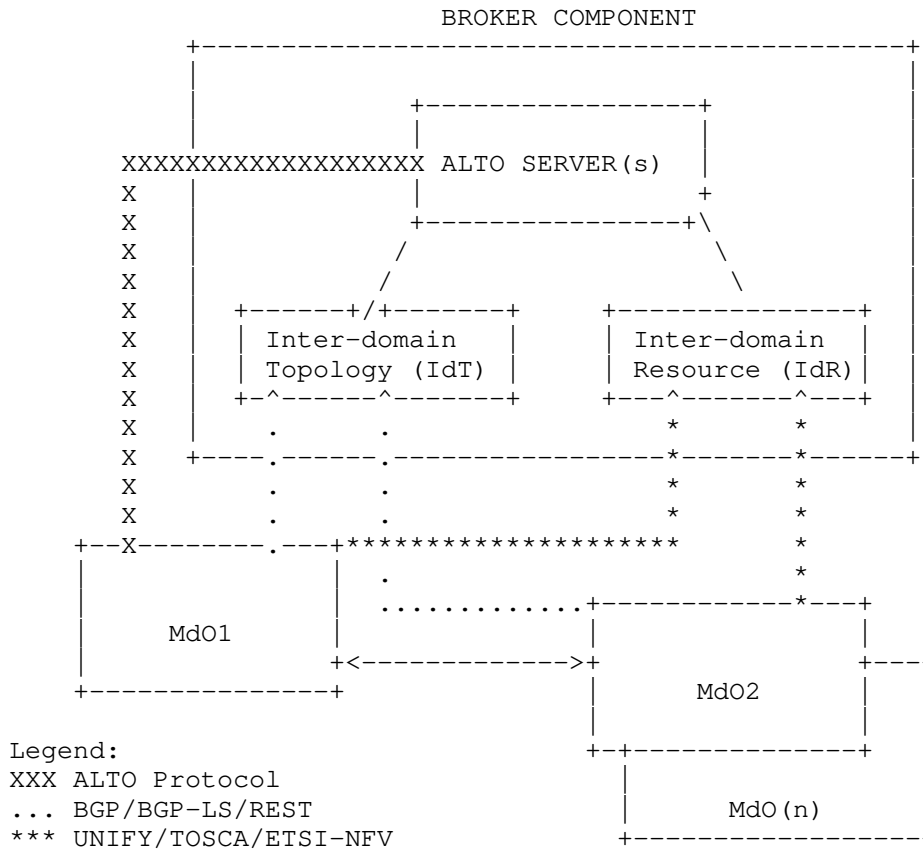 BROKER COMPONENT
XXXXXXXXXXXXXXXXXXX ALTO SERVER(s)
Inter-domain
Topology (IdT)
Inter-domain
Resource (IdR)
MdO1
MdO2
Legend:
XXX ALTO Protocol
... BGP/BGP-LS/REST
*** UNIFY/TOSCA/ETSI-NFV
MdO(n)